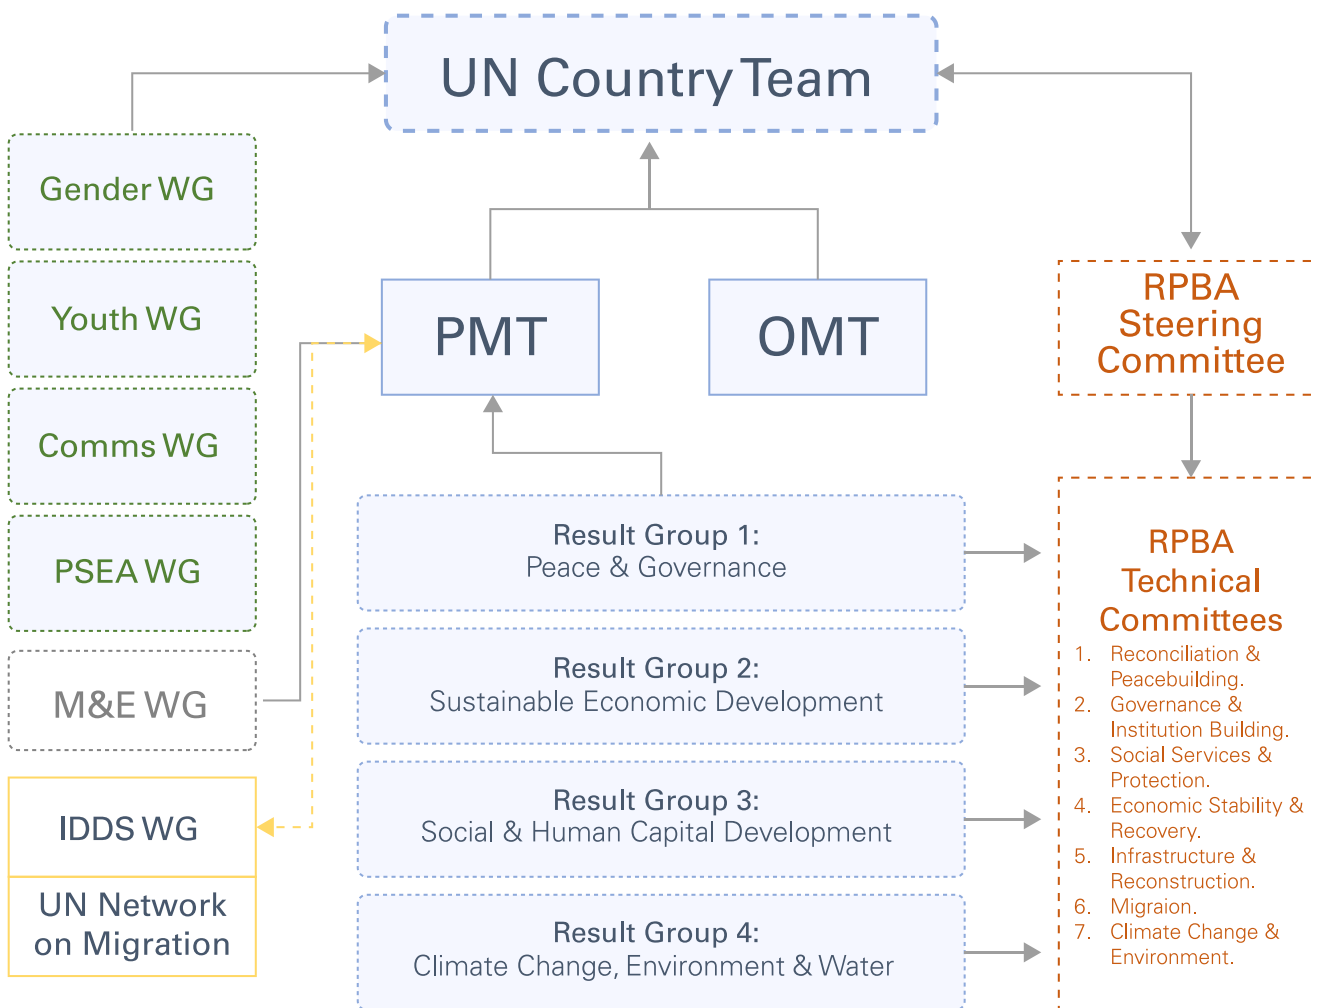 UN Country Team
Gender WG
Youth WG
Comms WG
PSEA WG
M&E WG
IDDS WG
UN Network
on Migration
PMT
OMT
Result Group 1:
Peace & Governance
Result Group 2:
Sustainable Economic Development
Result Group 3:
Social & Human Capital Development
Result Group 4:
Climate Change, Environment & Water
RPBA
Steering
Committee
RPBA
Technical
Committees
1. Reconciliation &
Peacebuilding.
2. Governance &
Institution Building.
3. Social Services &
Protection.
4. Economic Stability &
Recovery.
5. Infrastructure &
Reconstruction.
6. Migraion.
7. Climate Change &
Environment.